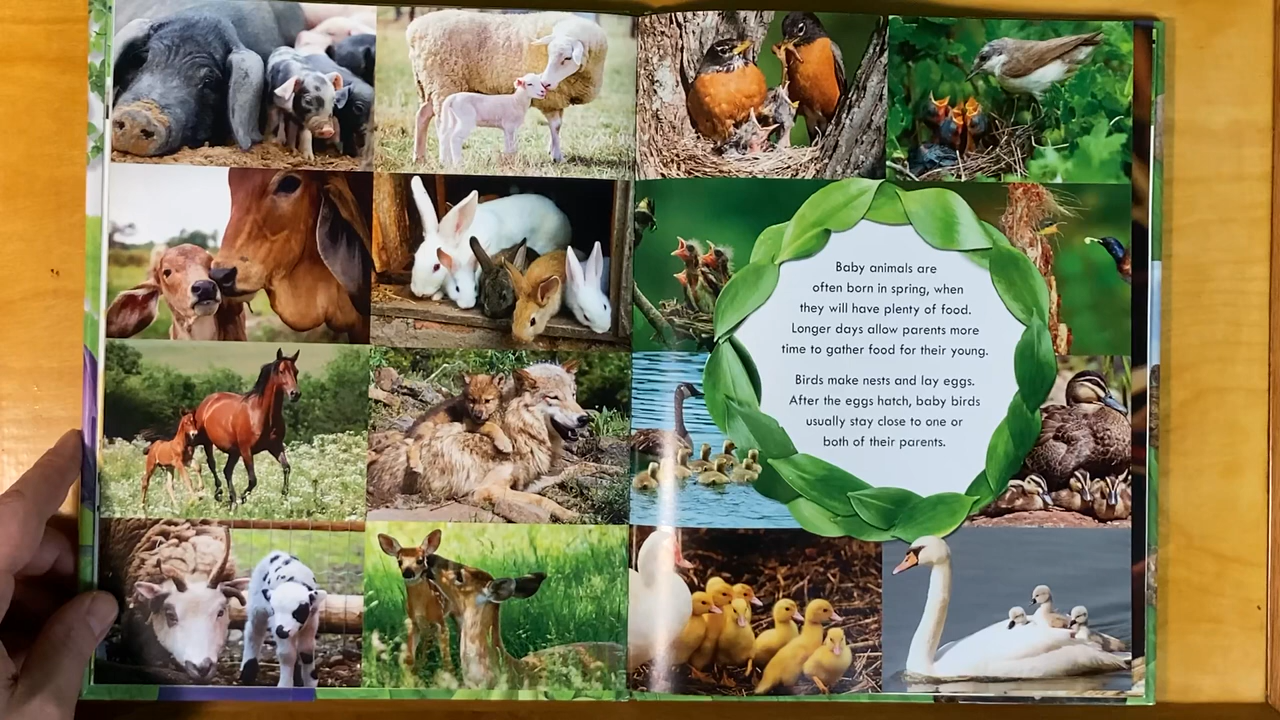 Baby animals are
often born in spring, when
they will have plenty of food.
Longer days allow parents more
time to gather food for their young.
Birds make nests and lay eggs.
After the eggs hatch, baby birds
usually stay close to one or
both of their parents.